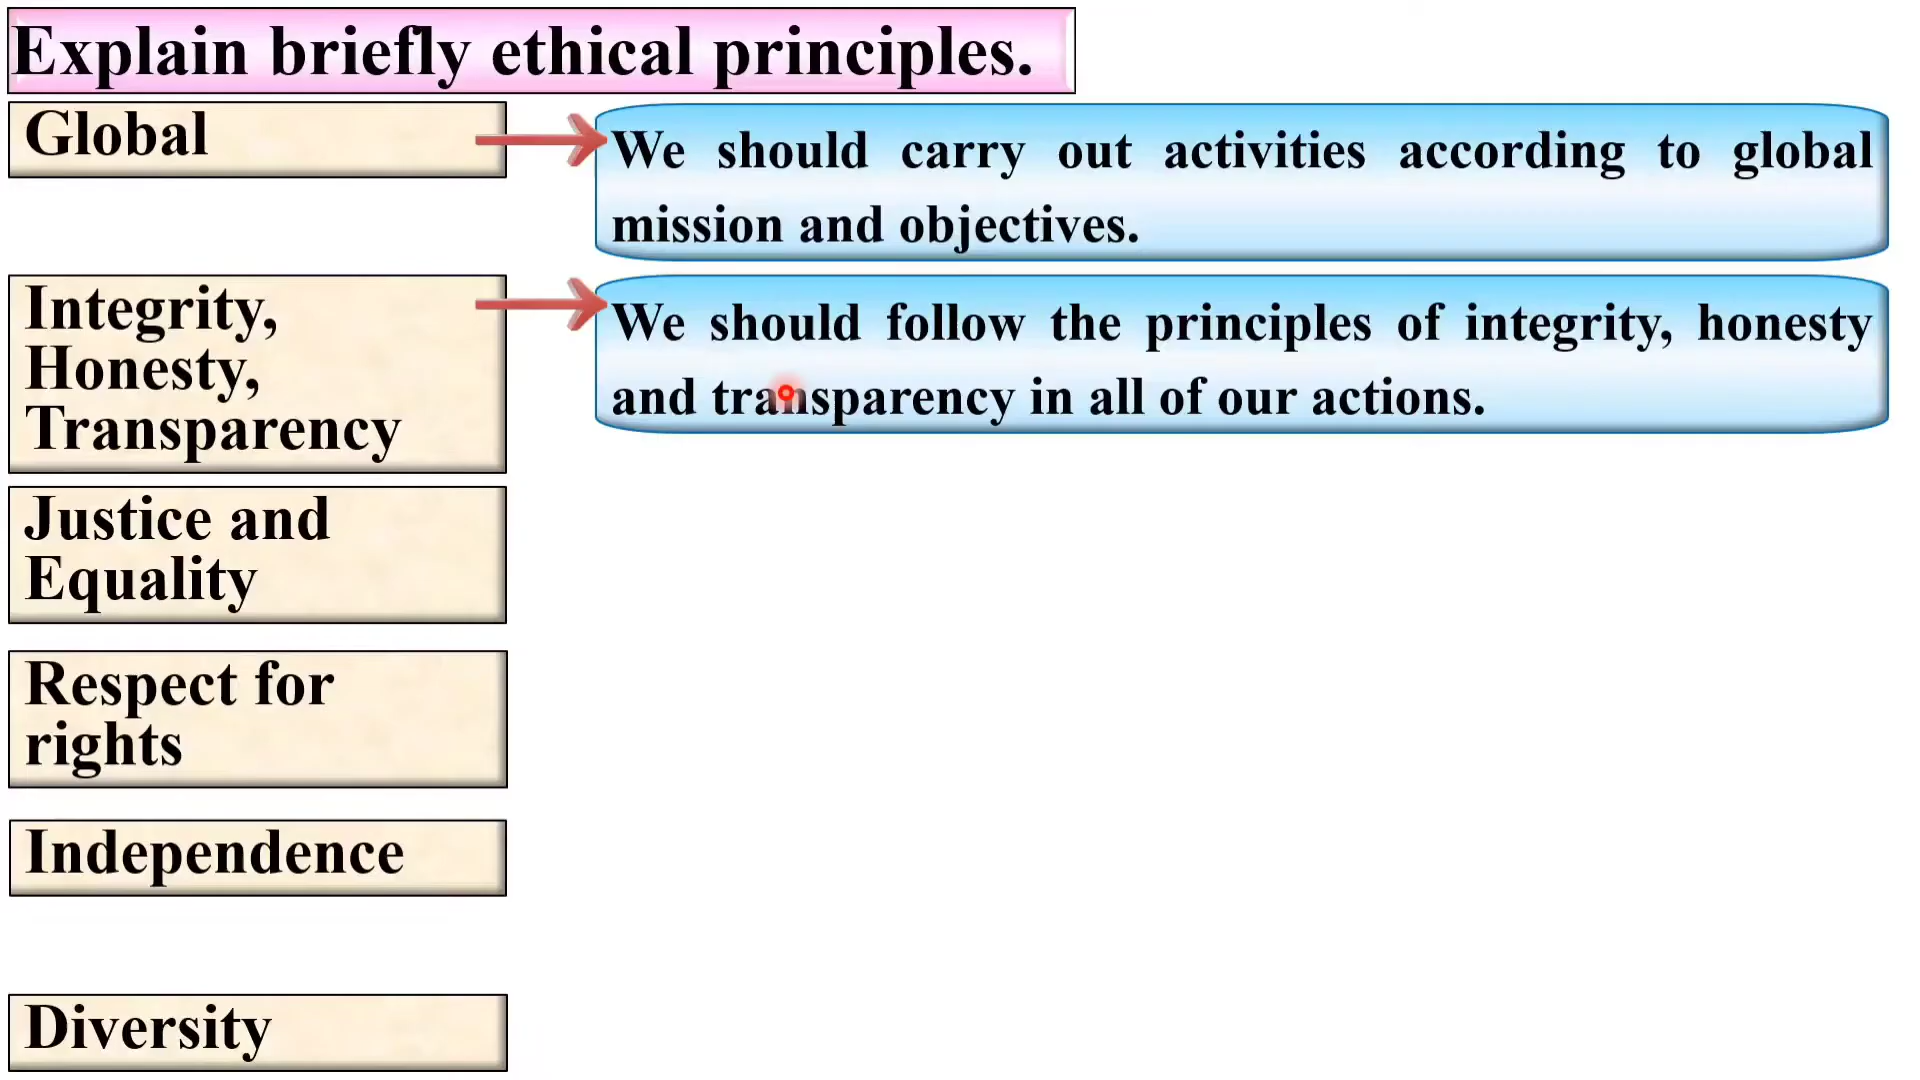 Explain briefly ethical principles.
Global
We should carry out activities according to global
mission and objectives.
Integrity,
Honesty,
Transparency
We should follow the principles of integrity, honesty
and transparency in all of our actions.
Justice and
Equality
Respect for
rights
Independence
Diversity